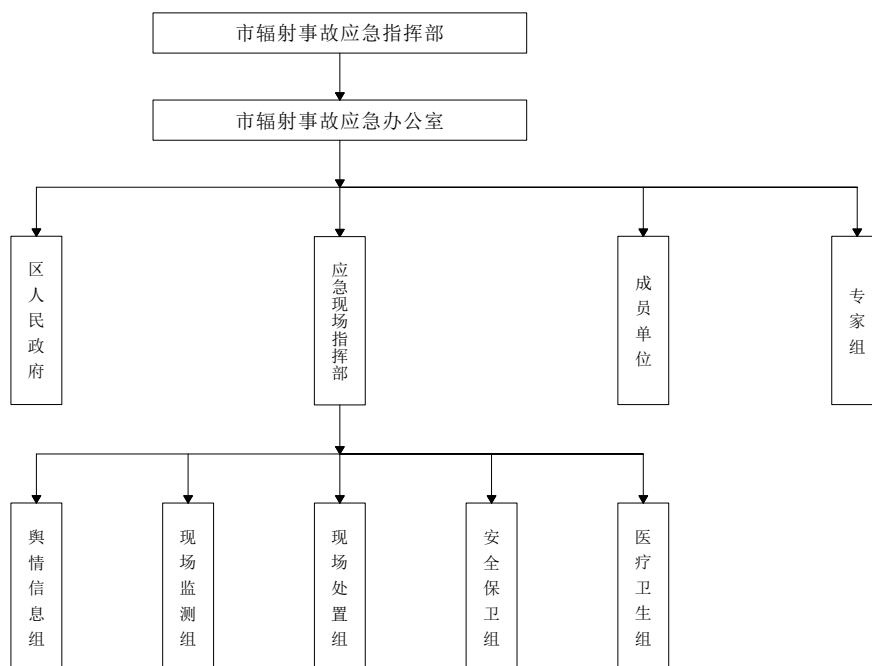 市辐射事故应急指挥部
市辐射事故应急办公室
区人民政府
应急现场指挥部
成员单位
专家组
舆情信息组
现场监测组
现场处置组
安全保卫组
医疗卫生组